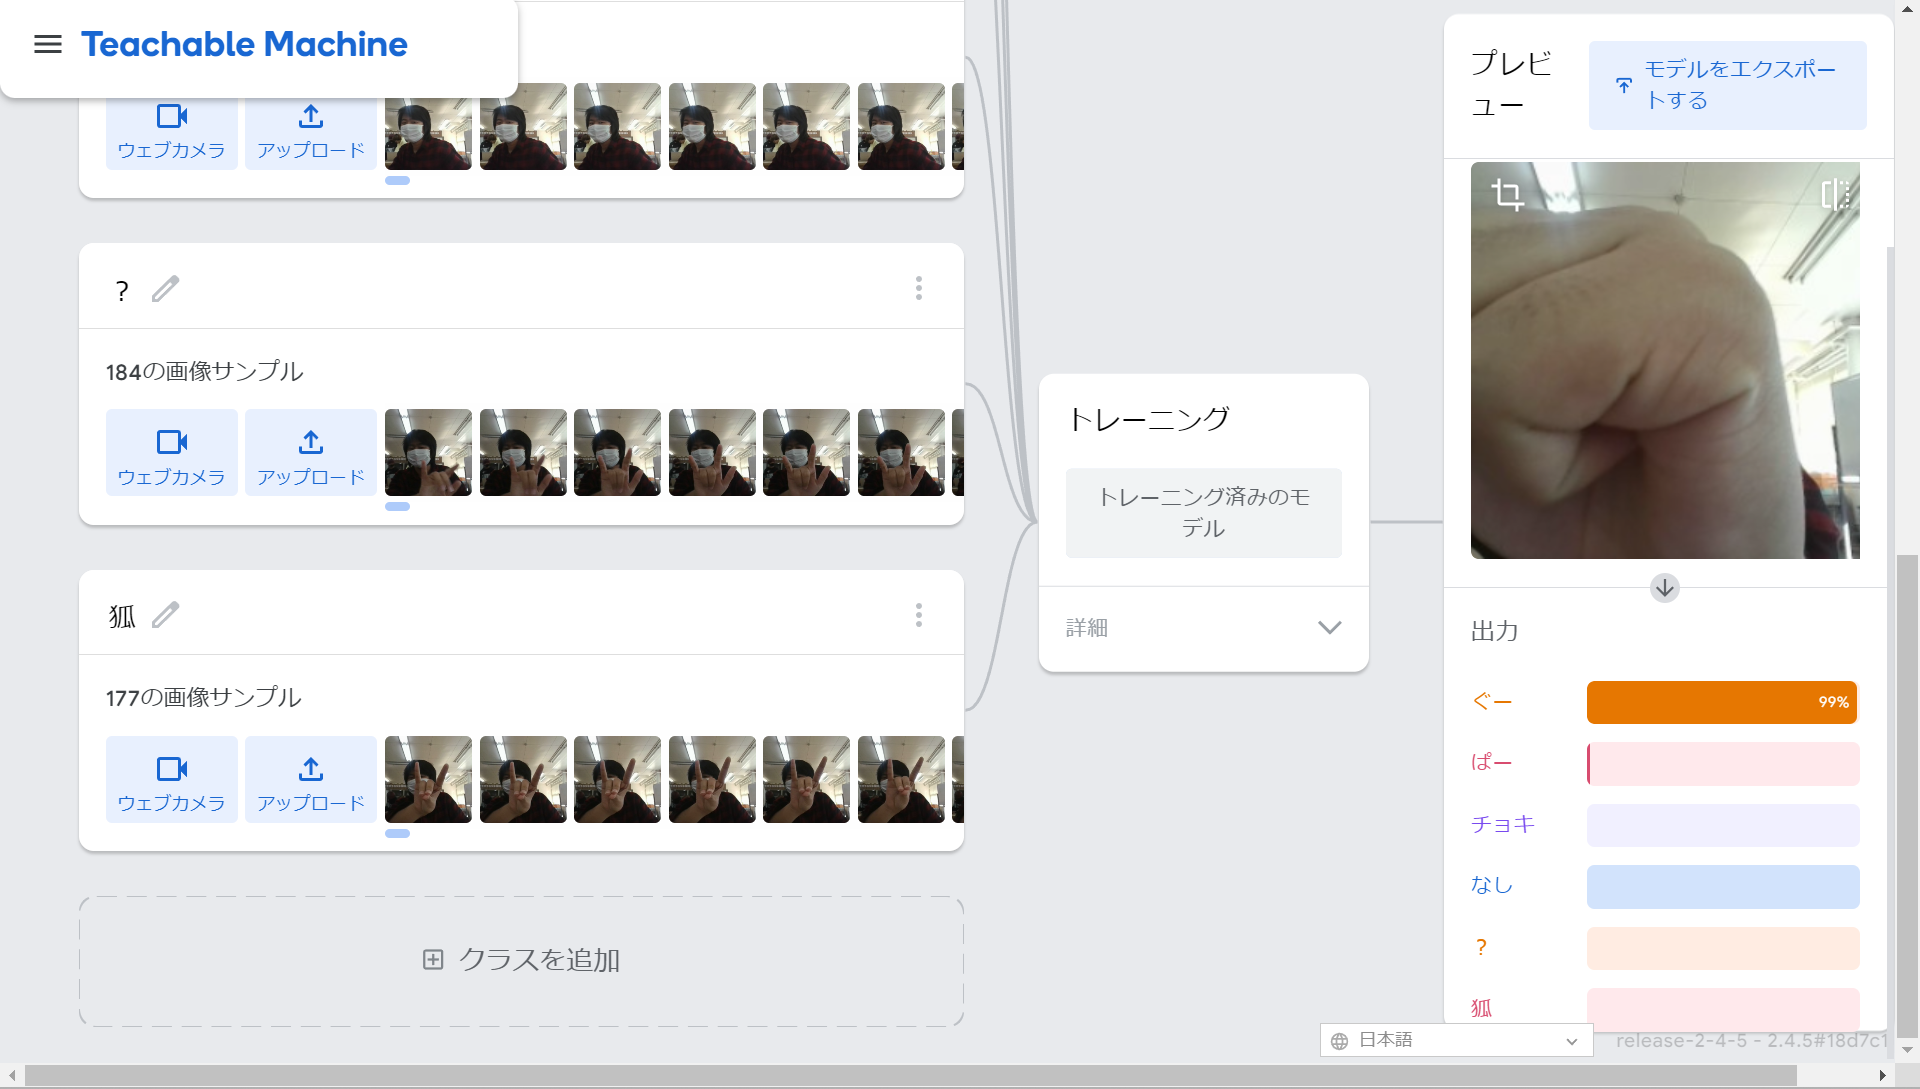 Teachable Machine
ウェブカメラ
アップロード
?
184の画像サンプル
ウェブカメラ
アップロード
狐
177の画像サンプル
ウェブカメラ
アップロード
クラスを追加
トレーニング
トレーニング済みのモ
デル
詳細
プレビ
ュー
モデルをエクスポー
トする
出力
ぐー
99%
ぱー
チョキ
なし
?
狐
日本語
release-2-4-5 - 2.4.5#18d7c1